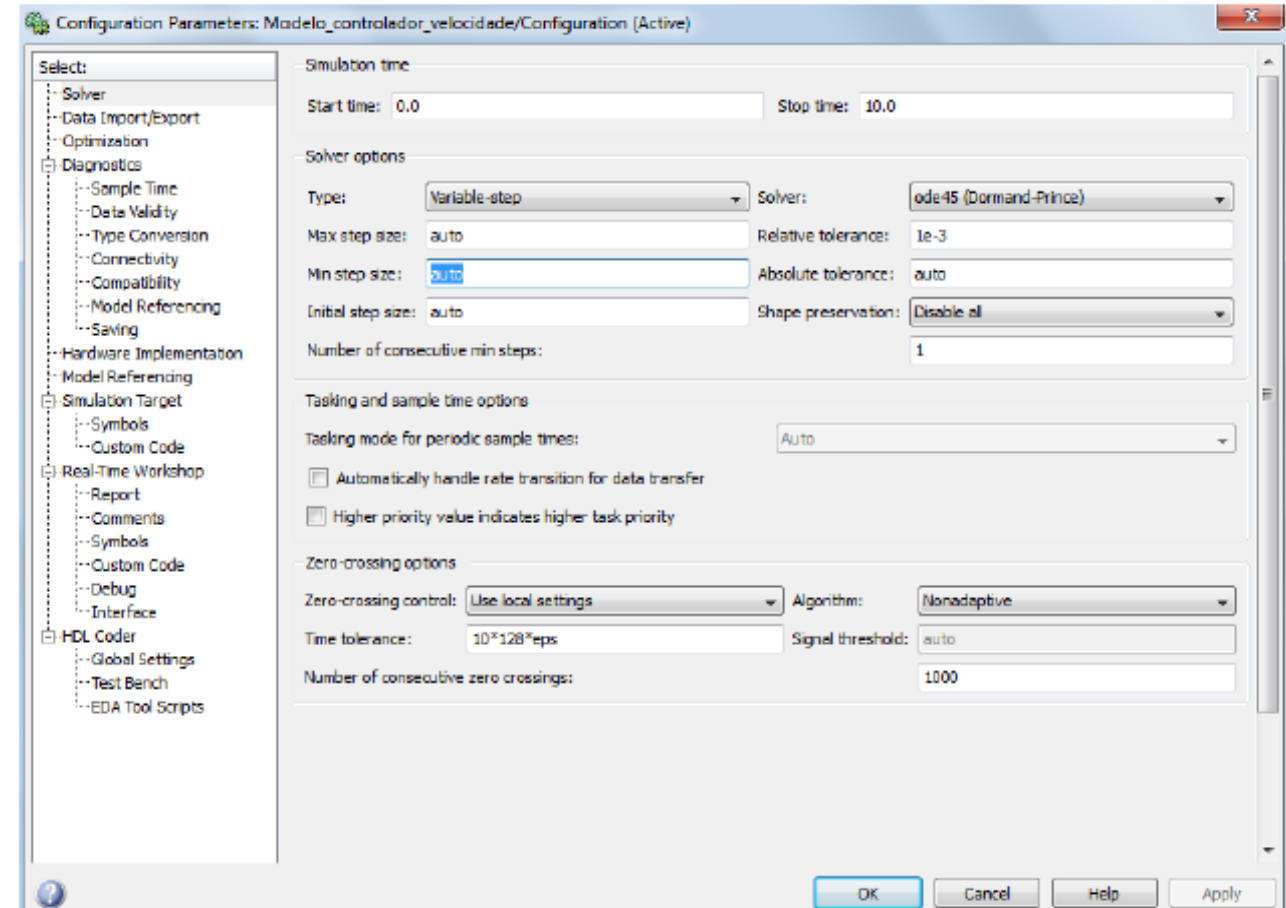 Configuration Parameters: Modelo_controlador_velocidade/Configuration (Active)
Select:
Solver
Data Import/Export
Optimization
Diagnostics
Sample Time
Data Validity
Type Conversion
Connectivity
Compatibility
Model Referencing
Saving
Hardware Implementation
Model Referencing
Simulation Target
Symbols
Custom Code
Real-Time Workshop
Report
Comments
Symbols
Custom Code
Debug
Interface
HDL Coder
Global Settings
Test Bench
EDA Tool Scripts
Simulation time
Start time: 0.0 Stop time: 10.0
Solver options
Type: Variable-step Solver: ode45 (Dormand-Prince)
Max step size: auto Relative tolerance: 1e-3
Min step size: auto Absolute tolerance: auto
Initial step size: auto Shape preservation: Disable all
Number of consecutive min steps: 1
Tasking and sample time options
Tasking mode for periodic sample times: Auto
Automatically handle rate transition for data transfer
Higher priority value indicates higher task priority
Zero-crossing options
Zero-crossing control: Use local settings Algorithm: Nonadaptive
Time tolerance: 10*128*eps Signal threshold: auto
Number of consecutive zero crossings: 1000
OK Cancel Help Apply